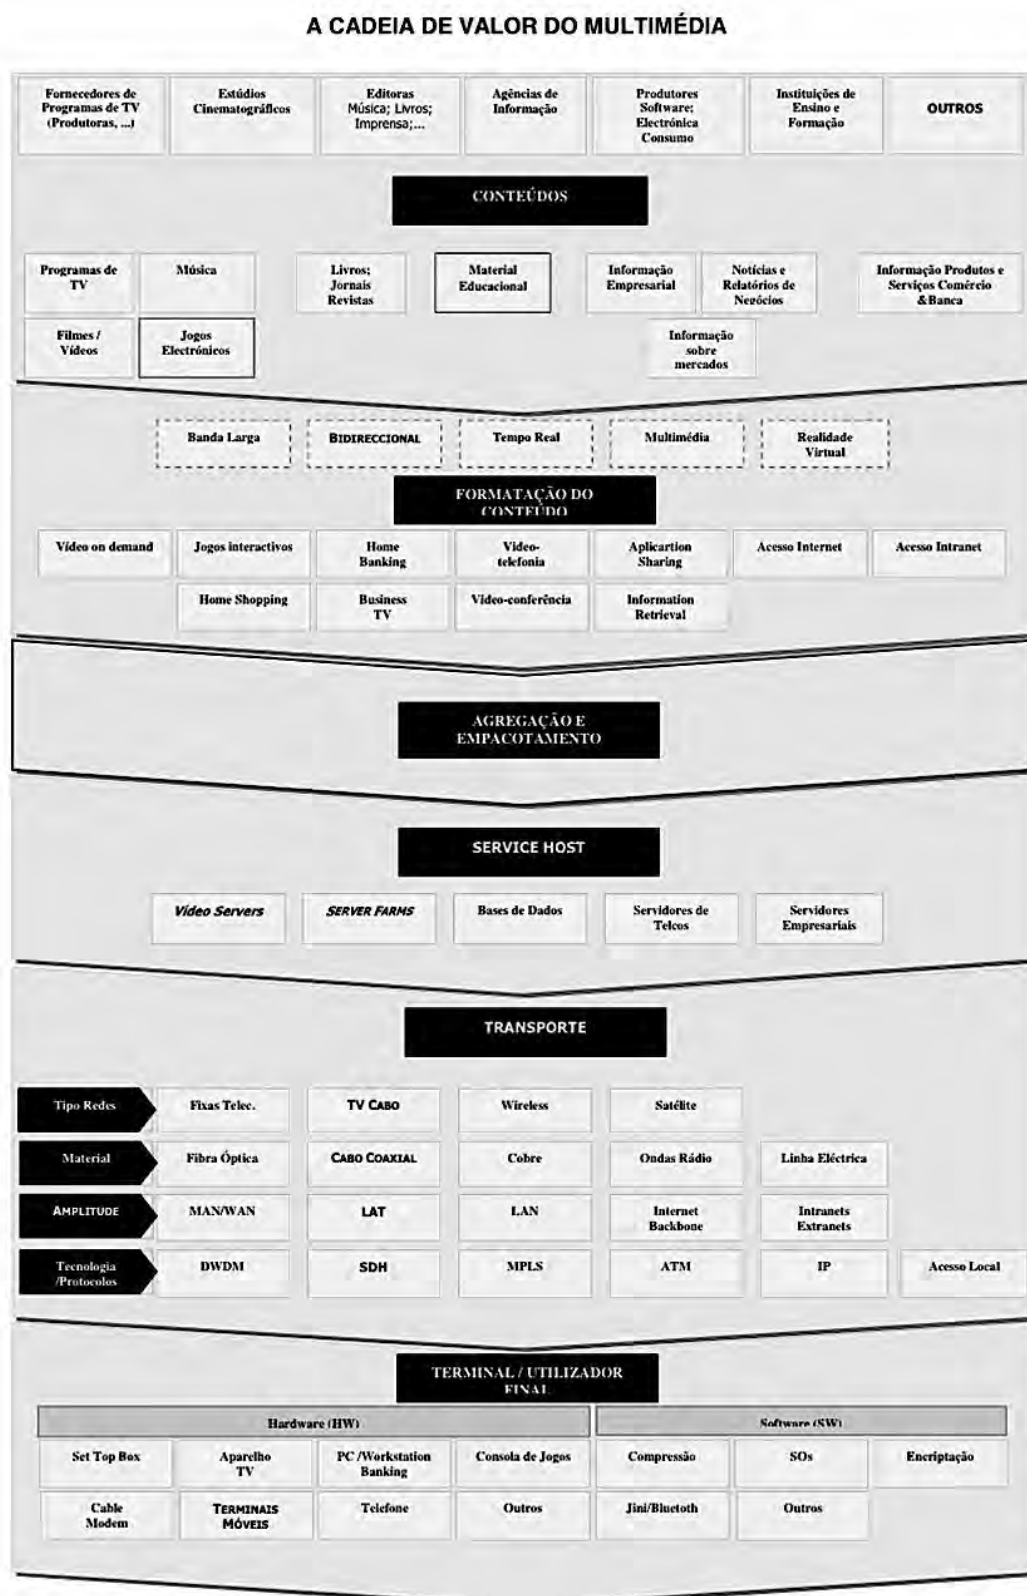 A CADEIA DE VALOR DO MULTIMÉDIA
Fornecedores de
Programas de TV
(Produtoras, ...)
Estúdios
Cinematográficos
Editoras
Música; Livros;
Imprensa;...
Agências de
Informação
Produtores
Software;
Electrónica
Consumo
Instituições de
Ensino e
Formação
OUTROS
CONTEÚDOS
Programas de
TV
Música
Livros;
Jornais
Revistas
Material
Educacional
Informação
Empresarial
Notícias e
Relatórios de
Negócios
Informação Produtos e
Serviços Comércio
&Banca
Filmes /
Vídeos
Jogos
Electrónicos
Informação
sobre
mercados
Banda Larga
BIDIRECCIONAL
Tempo Real
Multimédia
Realidade
Virtual
FORMATAÇÃO DO
CONTEÚDO
Vídeo on demand
Jogos interactivos
Home
Banking
Video-
telefonia
Aplicartion
Sharing
Acesso Internet
Acesso Intranet
Home Shopping
Business
TV
Video-conferência
Information
Retrieval
AGREGAÇÃO E
EMPACOTAMENTO
SERVICE HOST
Vídeo Servers
SERVER FARMS
Bases de Dados
Servidores de
Telcos
Servidores
Empresariais
TRANSPORTE
Tipo Redes
Fixas Telec.
TV CABO
Wireless
Satélite
Material
Fibra Óptica
CABO COAXIAL
Cobre
Ondas Rádio
Linha Eléctrica
AMPLITUDE
MAN/WAN
LAT
LAN
Internet
Backbone
Intranets
Extranets
Tecnologia
/Protocolos
DWDM
SDH
MPLS
ATM
IP
Acesso Local
TERMINAL / UTILIZADOR
FINAL
Hardware (HW)
Software (SW)
Set Top Box
Aparelho
TV
PC /Workstation
Banking
Consola de Jogos
Compressão
SOs
Encriptação
Cable
Modem
TERMINAIS
MÓVEIS
Telefone
Outros
Jini/Bluetoth
Outros